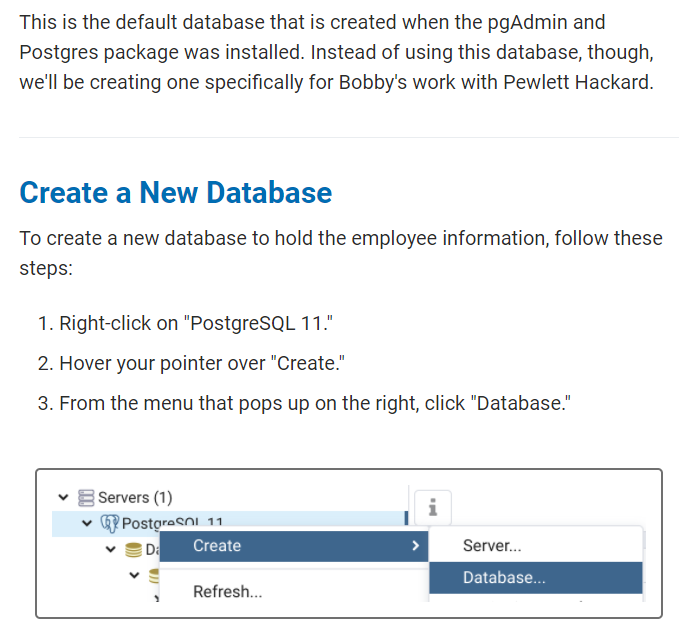 This is the default database that is created when the pgAdmin and
Postgres package was installed. Instead of using this database, though,
we'll be creating one specifically for Bobby's work with Pewlett Hackard.
Create a New Database
To create a new database to hold the employee information, follow these
steps:
1. Right-click on "PostgreSQL 11."
2. Hover your pointer over "Create."
3. From the menu that pops up on the right, click "Database."
Servers (1)
PostgreSQL 11
Create
Server...
Database...
Refresh...